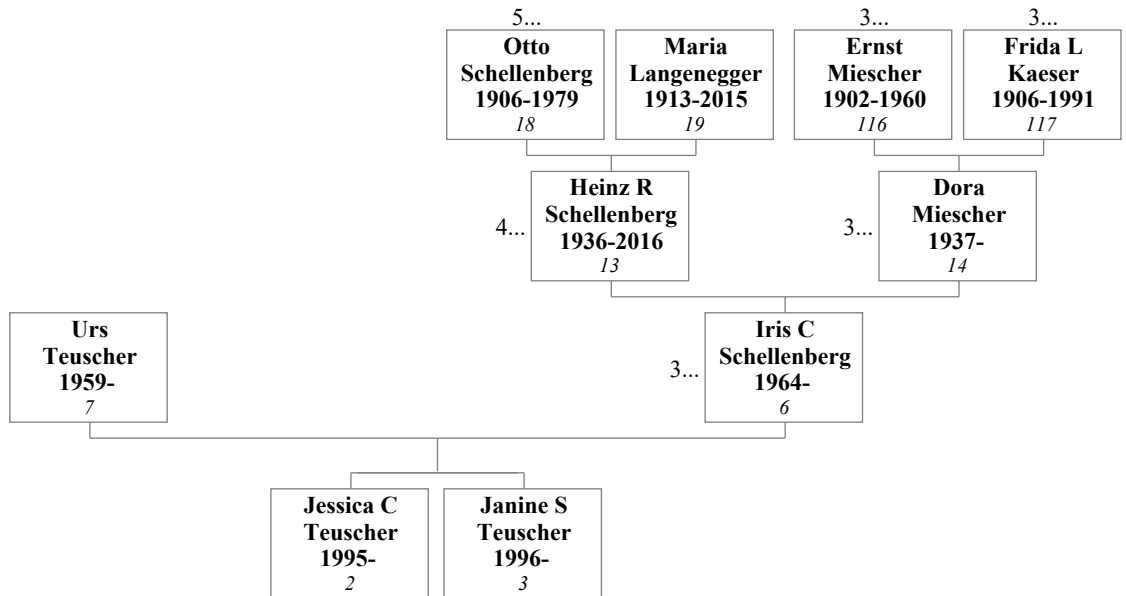 5...
Otto
Schellenberg
1906-1979
18
Maria
Langenegger
1913-2015
19
3...
Ernst
Miescher
1902-1960
116
3...
Frida L
Kaeser
1906-1991
117
4...
Heinz R
Schellenberg
1936-2016
13
3...
Dora
Miescher
1937-
14
Urs
Teuscher
1959-
7
3...
Iris C
Schellenberg
1964-
6
Jessica C
Teuscher
1995-
2
Janine S
Teuscher
1996-
3